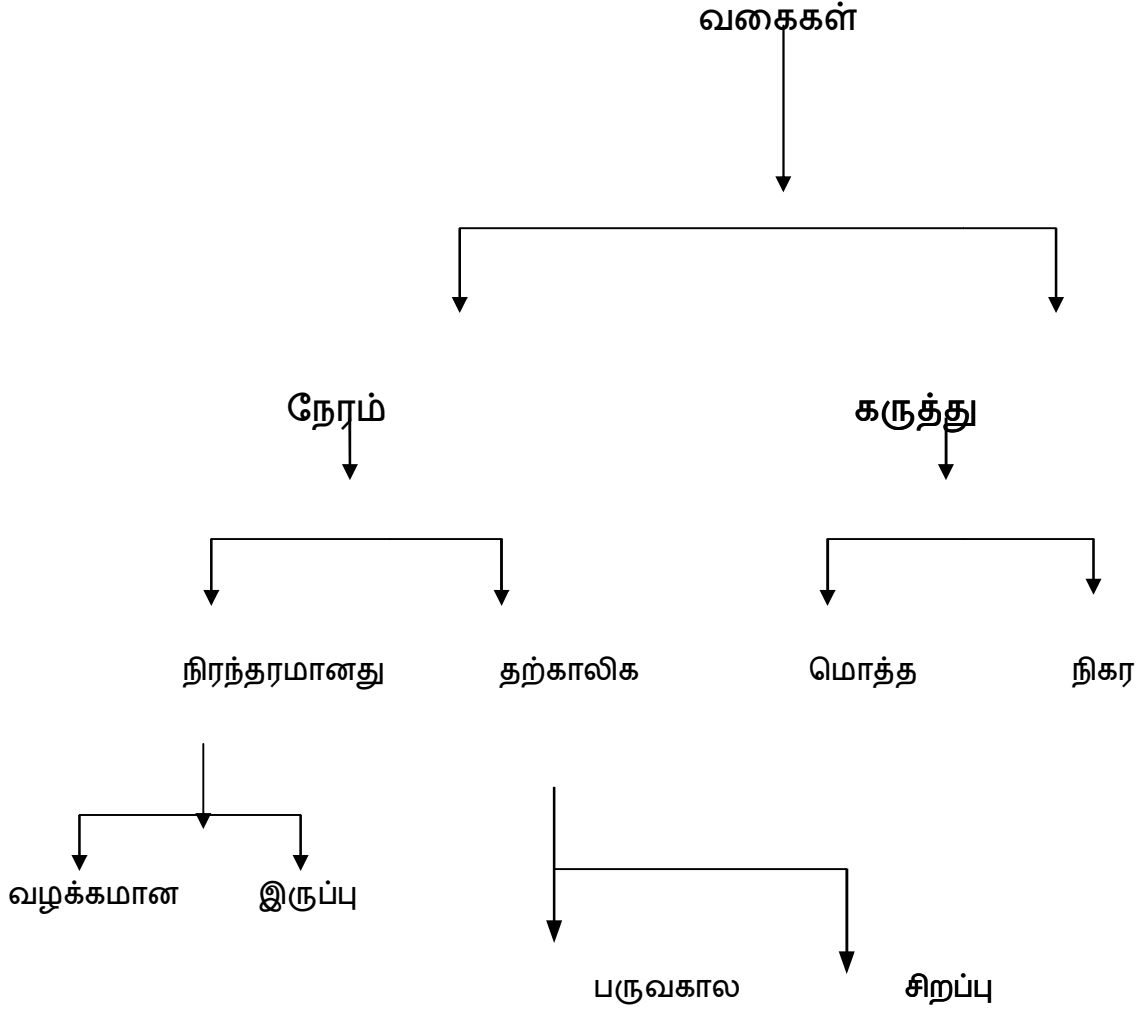 வகைகள்
நேரம் கருத்து
நிரந்தரமானது தற்காலிக மொத்த நிகர
வழக்கமான இருப்பு
பருவகால சிறப்பு